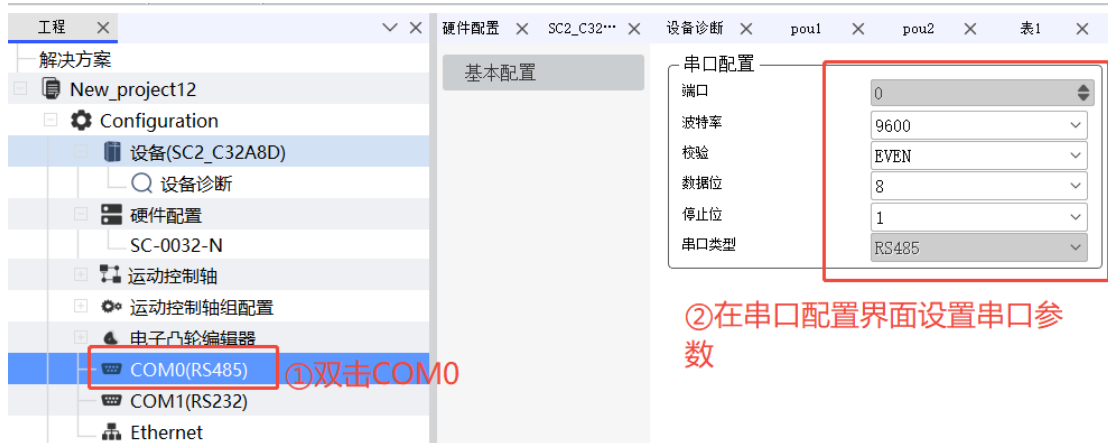 工程
硬件配置
SC2_C32…
设备诊断
pou1
pou2
表1
解决方案
New_project12
Configuration
设备(SC2_C32A8D)
设备诊断
硬件配置
SC-0032-N
运动控制轴
运动控制轴组配置
电子凸轮编辑器
COM0(RS485)
COM1(RS232)
Ethernet
①双击COM0
基本配置
串口配置
端口 0
波特率 9600
校验 EVEN
数据位 8
停止位 1
串口类型 RS485
②在串口配置界面设置串口参
数